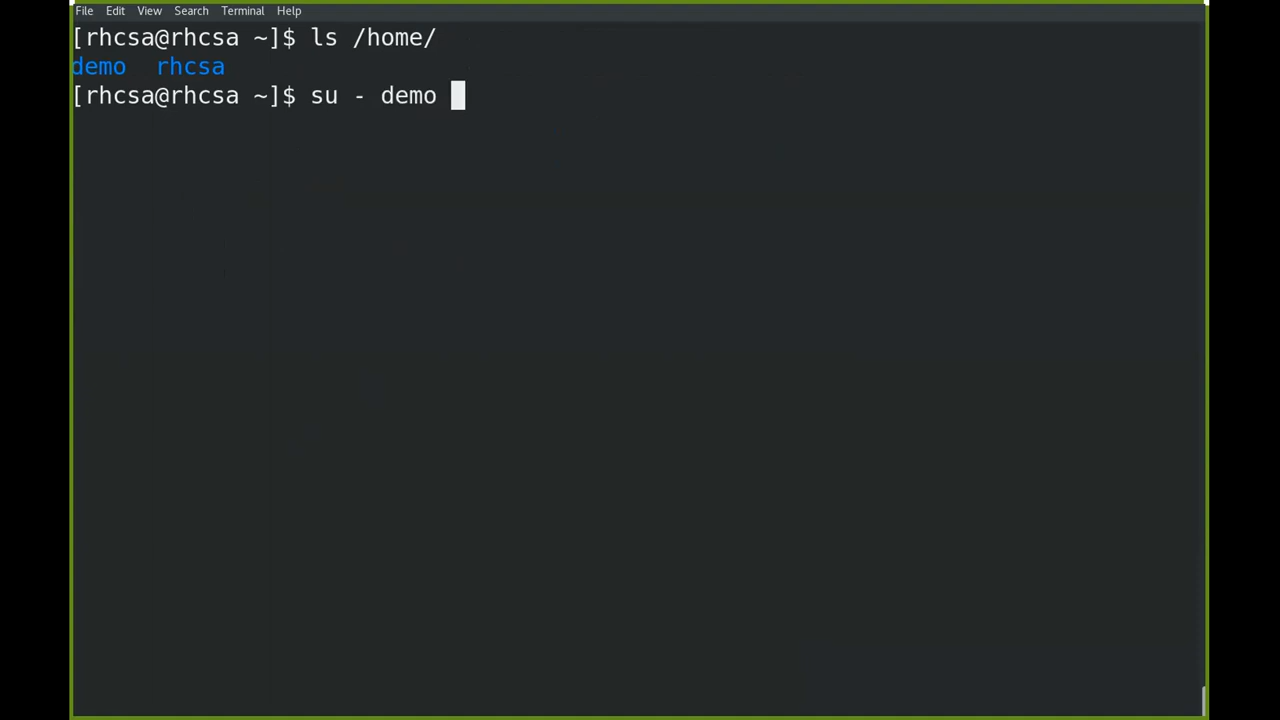 File Edit View Search Terminal Help
[rhcsa@rhcsa ~]$ ls /home/
demo  rhcsa
[rhcsa@rhcsa ~]$ su - demo